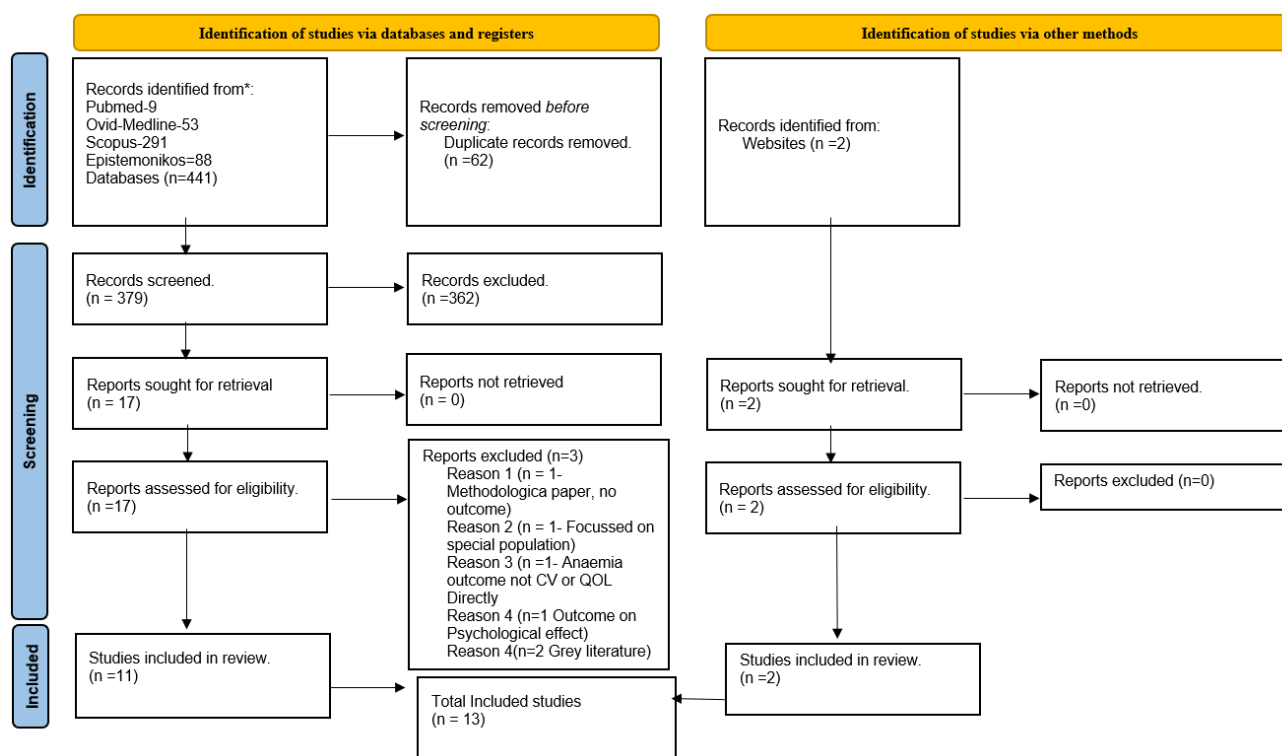 Identification of studies via databases and registers
Identification of studies via other methods
Identification
Records identified from*:
Pubmed-9
Ovid-Medline-53
Scopus-291
Epistemonikos=88
Databases (n=441)
Records removed before
screening:
Duplicate records removed.
(n =62)
Records identified from:
Websites (n =2)
Screening
Records screened.
(n = 379)
Records excluded.
(n =362)
Reports sought for retrieval
(n = 17)
Reports not retrieved
(n = 0)
Reports sought for retrieval.
(n =2)
Reports not retrieved.
(n =0)
Reports assessed for eligibility.
(n =17)
Reports excluded (n=3)
Reason 1 (n = 1-
Methodologica paper, no
outcome)
Reason 2 (n = 1- Focussed on
special population)
Reason 3 (n =1- Anaemia
outcome not CV or QOL
Directly
Reason 4 (n=1 Outcome on
Psychological effect)
Reason 4(n=2 Grey literature)
Reports assessed for eligibility.
(n = 2)
Reports excluded (n=0)
Included
Studies included in review.
(n =11)
Total Included studies
(n = 13)
Studies included in review.
(n =2)